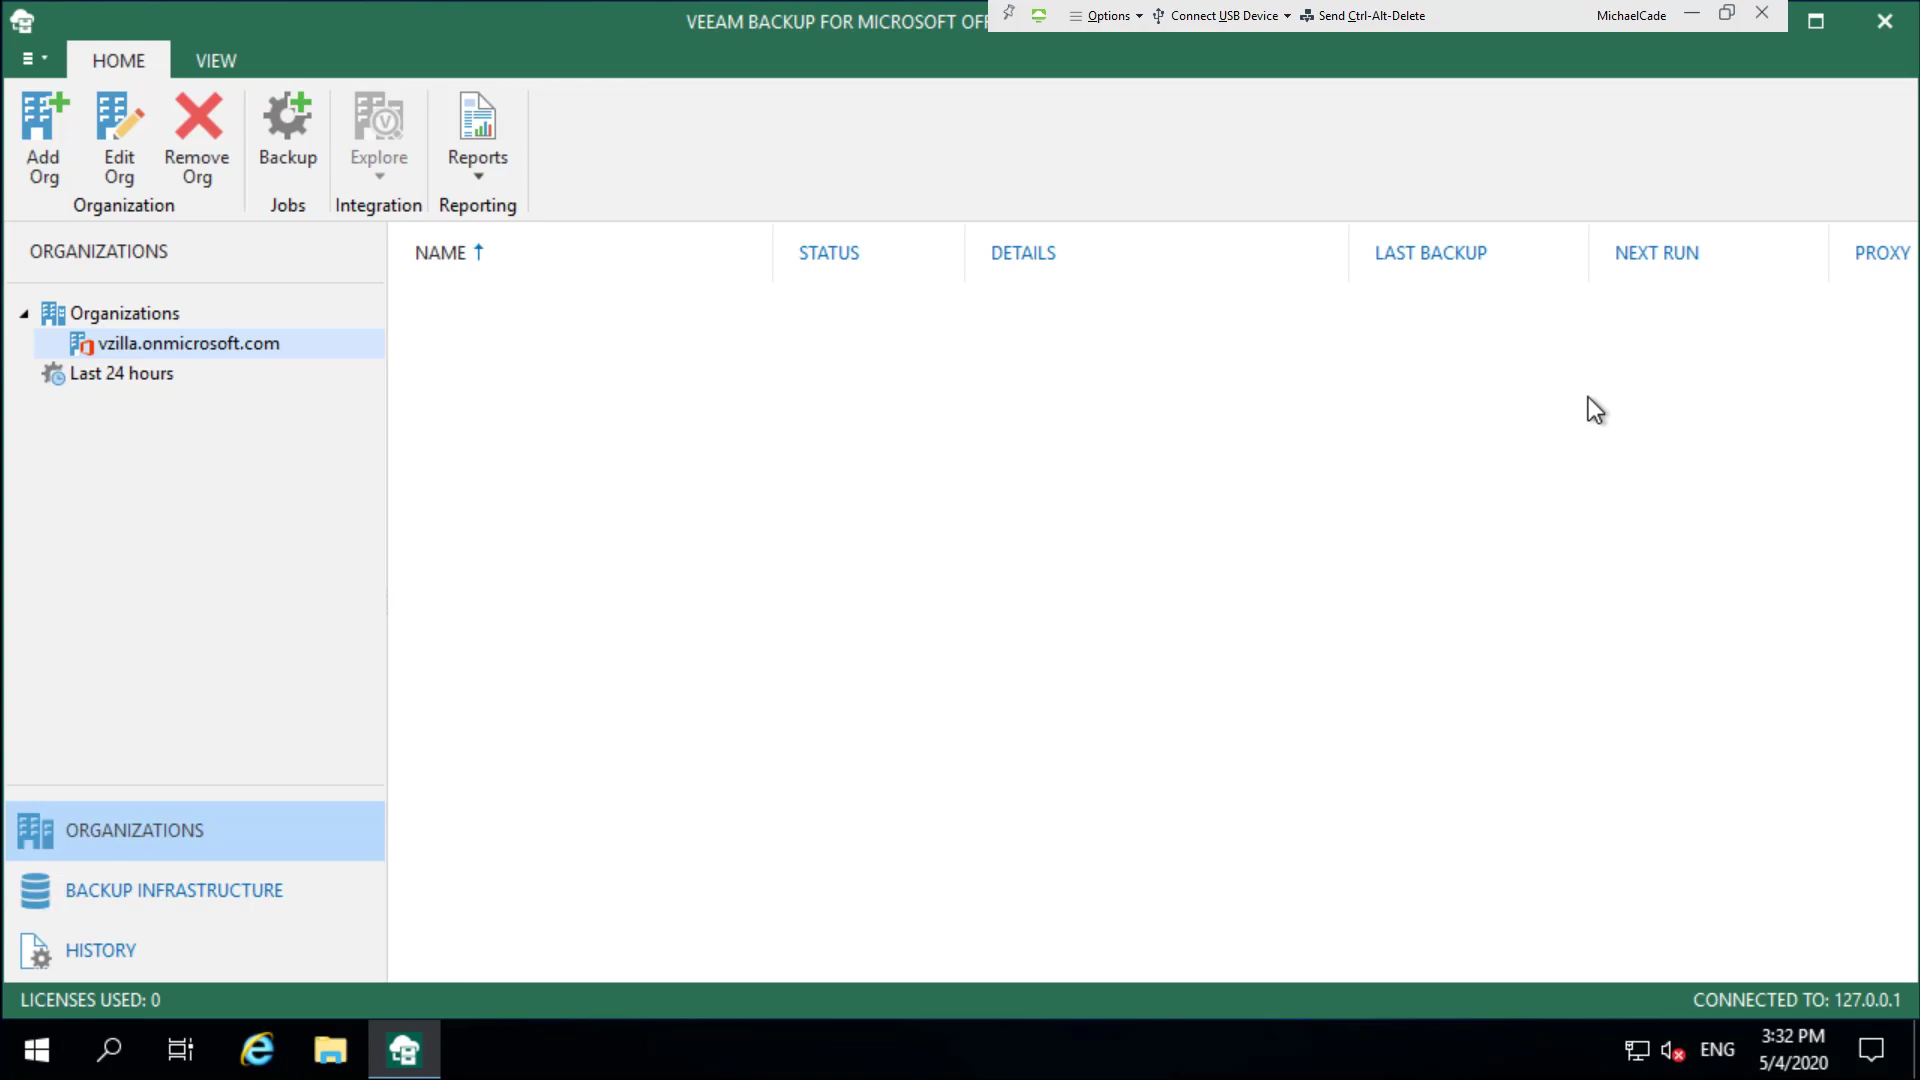 VEEAM BACKUP FOR MICROSOFT OFF
Options
Connect USB Device
Send Ctrl-Alt-Delete
MichaelCade
HOME
VIEW
Add Org
Edit Org
Remove Org
Backup
Explore
Reports
Organization
Jobs
Integration
Reporting
ORGANIZATIONS
NAME
STATUS
DETAILS
LAST BACKUP
NEXT RUN
PROXY
Organizations
vzilla.onmicrosoft.com
Last 24 hours
ORGANIZATIONS
BACKUP INFRASTRUCTURE
HISTORY
LICENSES USED: 0
CONNECTED TO: 127.0.0.1
ENG
3:32 PM
5/4/2020